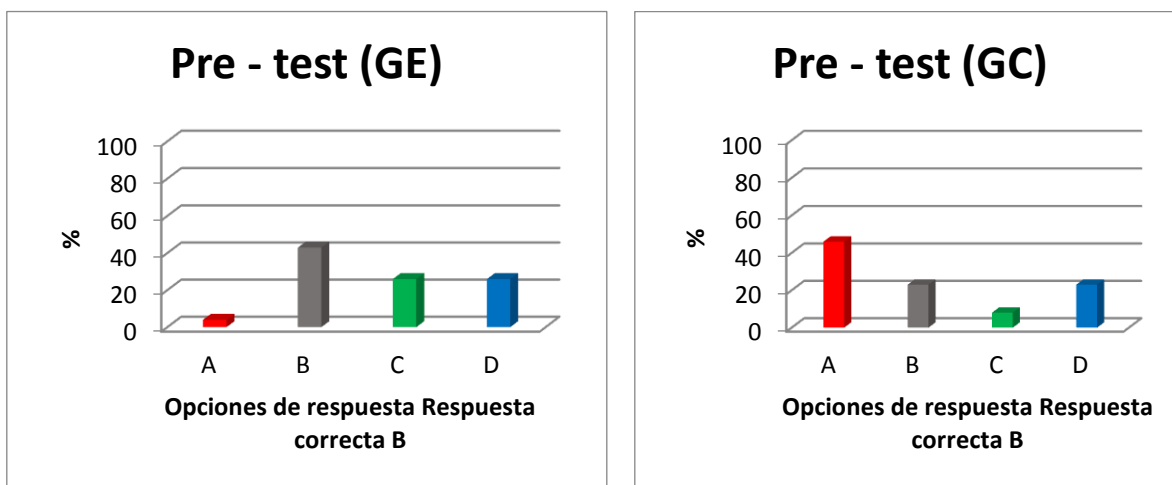 Pre - test (GE)
100
80
60
40
20
0
%
A B C D
Opciones de respuesta Respuesta
correcta B
Pre - test (GC)
100
80
60
40
20
0
%
A B C D
Opciones de respuesta Respuesta
correcta B